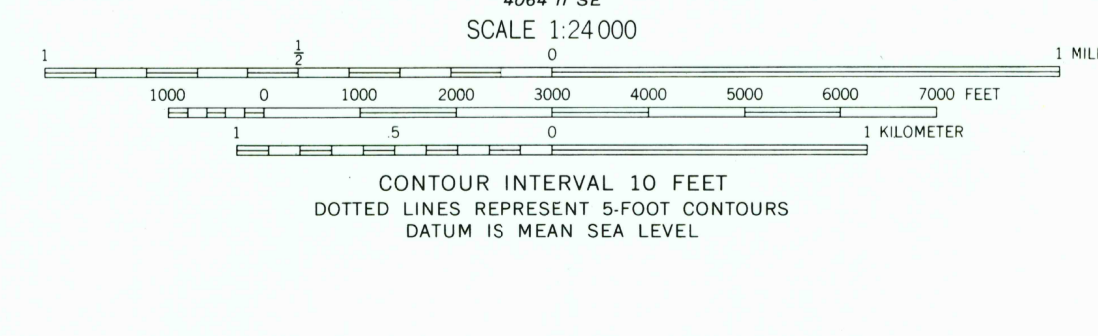 SCALE 1:24 000
1 1/2 0 1
1000 0 1000 2000 3000 4000 5000 6000 7000 FEET
1 .5 0 1 KILOMETER
CONTOUR INTERVAL 10 FEET
DOTTED LINES REPRESENT 5-FOOT CONTOURS
DATUM IS MEAN SEA LEVEL